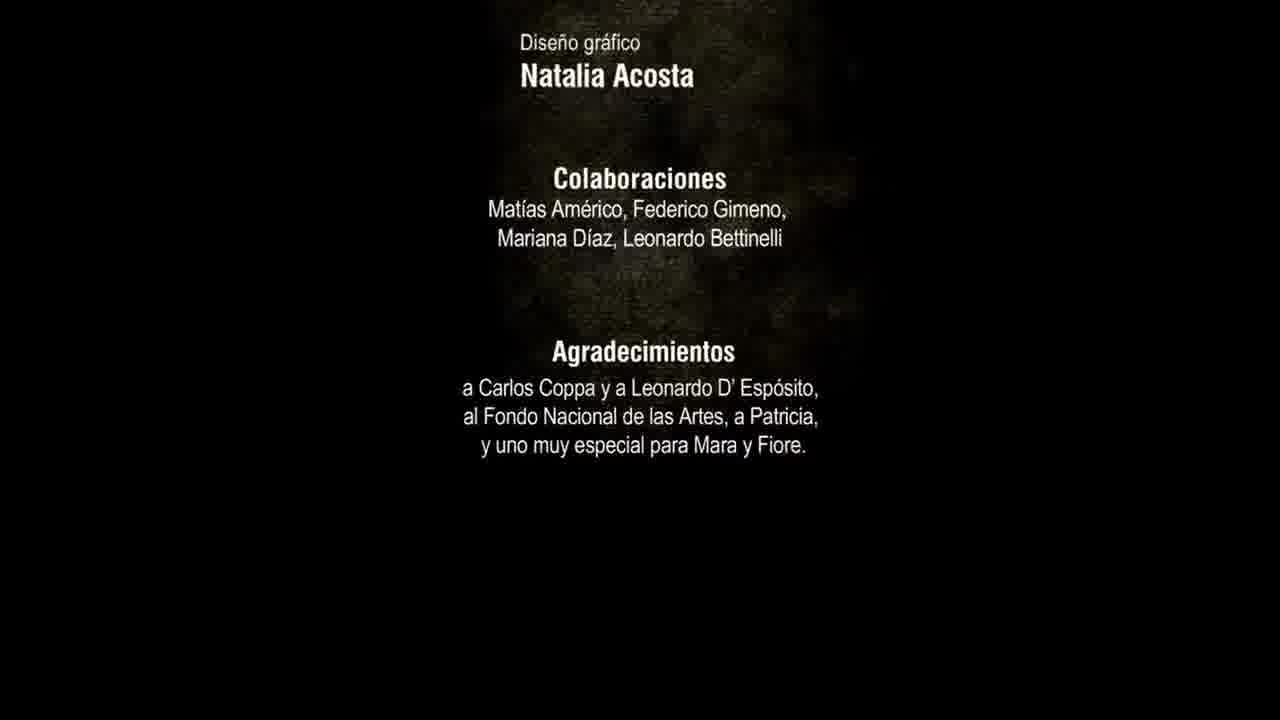 Diseño gráfico
Natalia Acosta
Colaboraciones
Matías Américo, Federico Gimeno,
Mariana Díaz, Leonardo Bettinelli
Agradecimientos
a Carlos Coppa y a Leonardo D' Espósito,
al Fondo Nacional de las Artes, a Patricia,
y uno muy especial para Mara y Fiore.